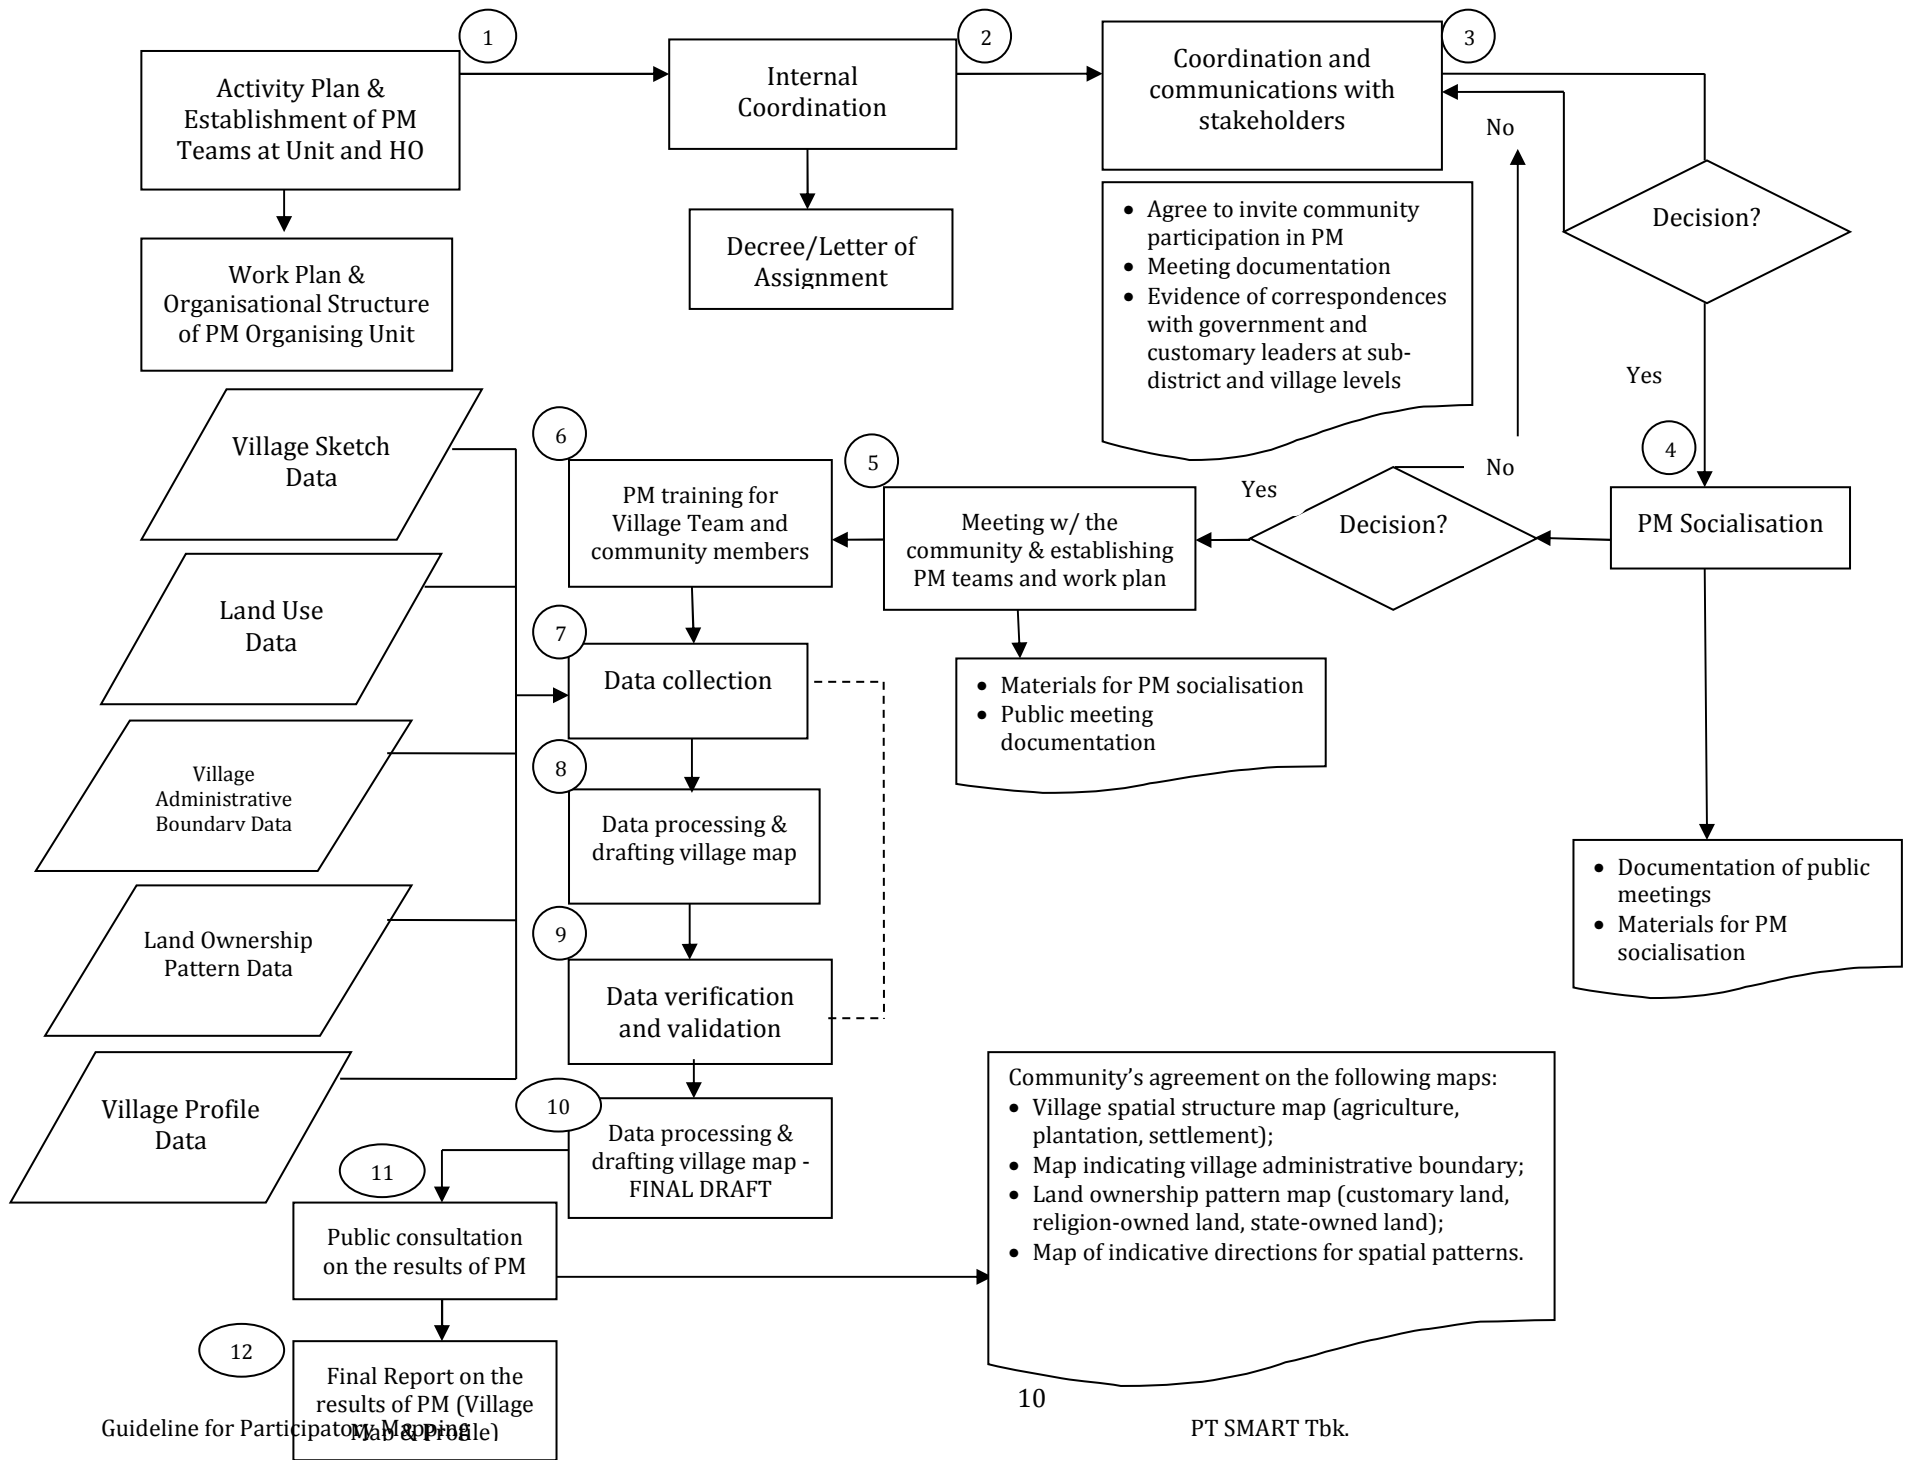 1
Activity Plan &
Establishment of PM
Teams at Unit and HO
Work Plan &
Organisational Structure
of PM Organising Unit
2
Internal
Coordination
Decree/Letter of
Assignment
3
Coordination and
communications with
stakeholders
• Agree to invite community
participation in PM
• Meeting documentation
• Evidence of correspondences
with government and
customary leaders at sub-
district and village levels
No
Decision?
Yes
4
PM Socialisation
• Documentation of public
meetings
• Materials for PM
socialisation
No
Decision?
Yes
5
Meeting w/ the
community & establishing
PM teams and work plan
• Materials for PM socialisation
• Public meeting
documentation
6
PM training for
Village Team and
community members
7
Data collection
Village Sketch
Data
Land Use
Data
Village
Administrative
Boundary Data
Land Ownership
Pattern Data
Village Profile
Data
8
Data processing &
drafting village map
9
Data verification
and validation
10
Data processing &
drafting village map -
FINAL DRAFT
11
Public consultation
on the results of PM
Community's agreement on the following maps:
• Village spatial structure map (agriculture,
plantation, settlement);
• Map indicating village administrative boundary;
• Land ownership pattern map (customary land,
religion-owned land, state-owned land);
• Map of indicative directions for spatial patterns.
12
Final Report on the
results of PM (Village
Map & Profile)
10
Guideline for Participatory Mapping
PT SMART Tbk.